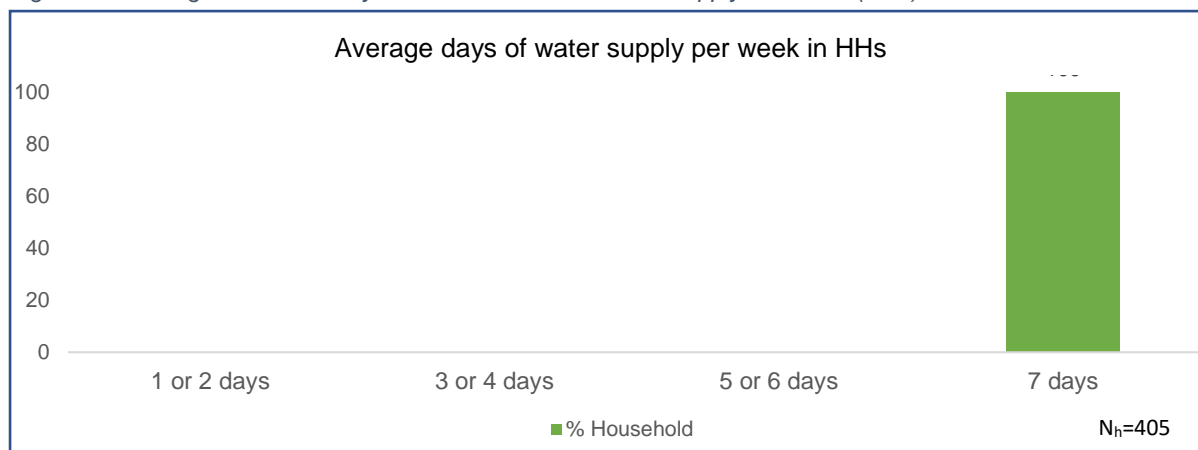 Average days of water supply per week in HHs
100
80
60
40
20
0
1 or 2 days
3 or 4 days
5 or 6 days
7 days
% Household
Nₕ=405